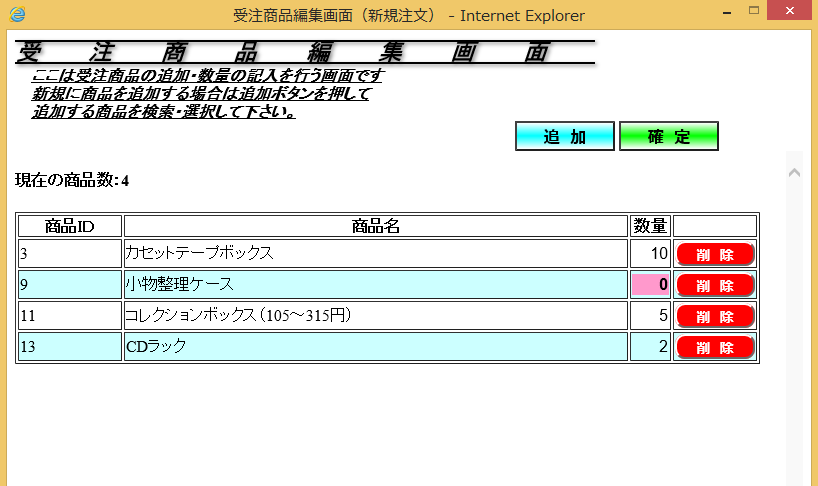 受注商品編集画面（新規注文） - Internet Explorer
受注商品編集画面
ここは受注商品の追加・数量の記入を行う画面です
新規に商品を追加する場合は追加ボタンを押して
追加する商品を検索・選択して下さい。
追 加 確 定
現在の商品数：4
商品ID 商品名 数量
3 カセットテープボックス 10 削 除
9 小物整理ケース 0 削 除
11 コレクションボックス（105～315円） 5 削 除
13 CDラック 2 削 除